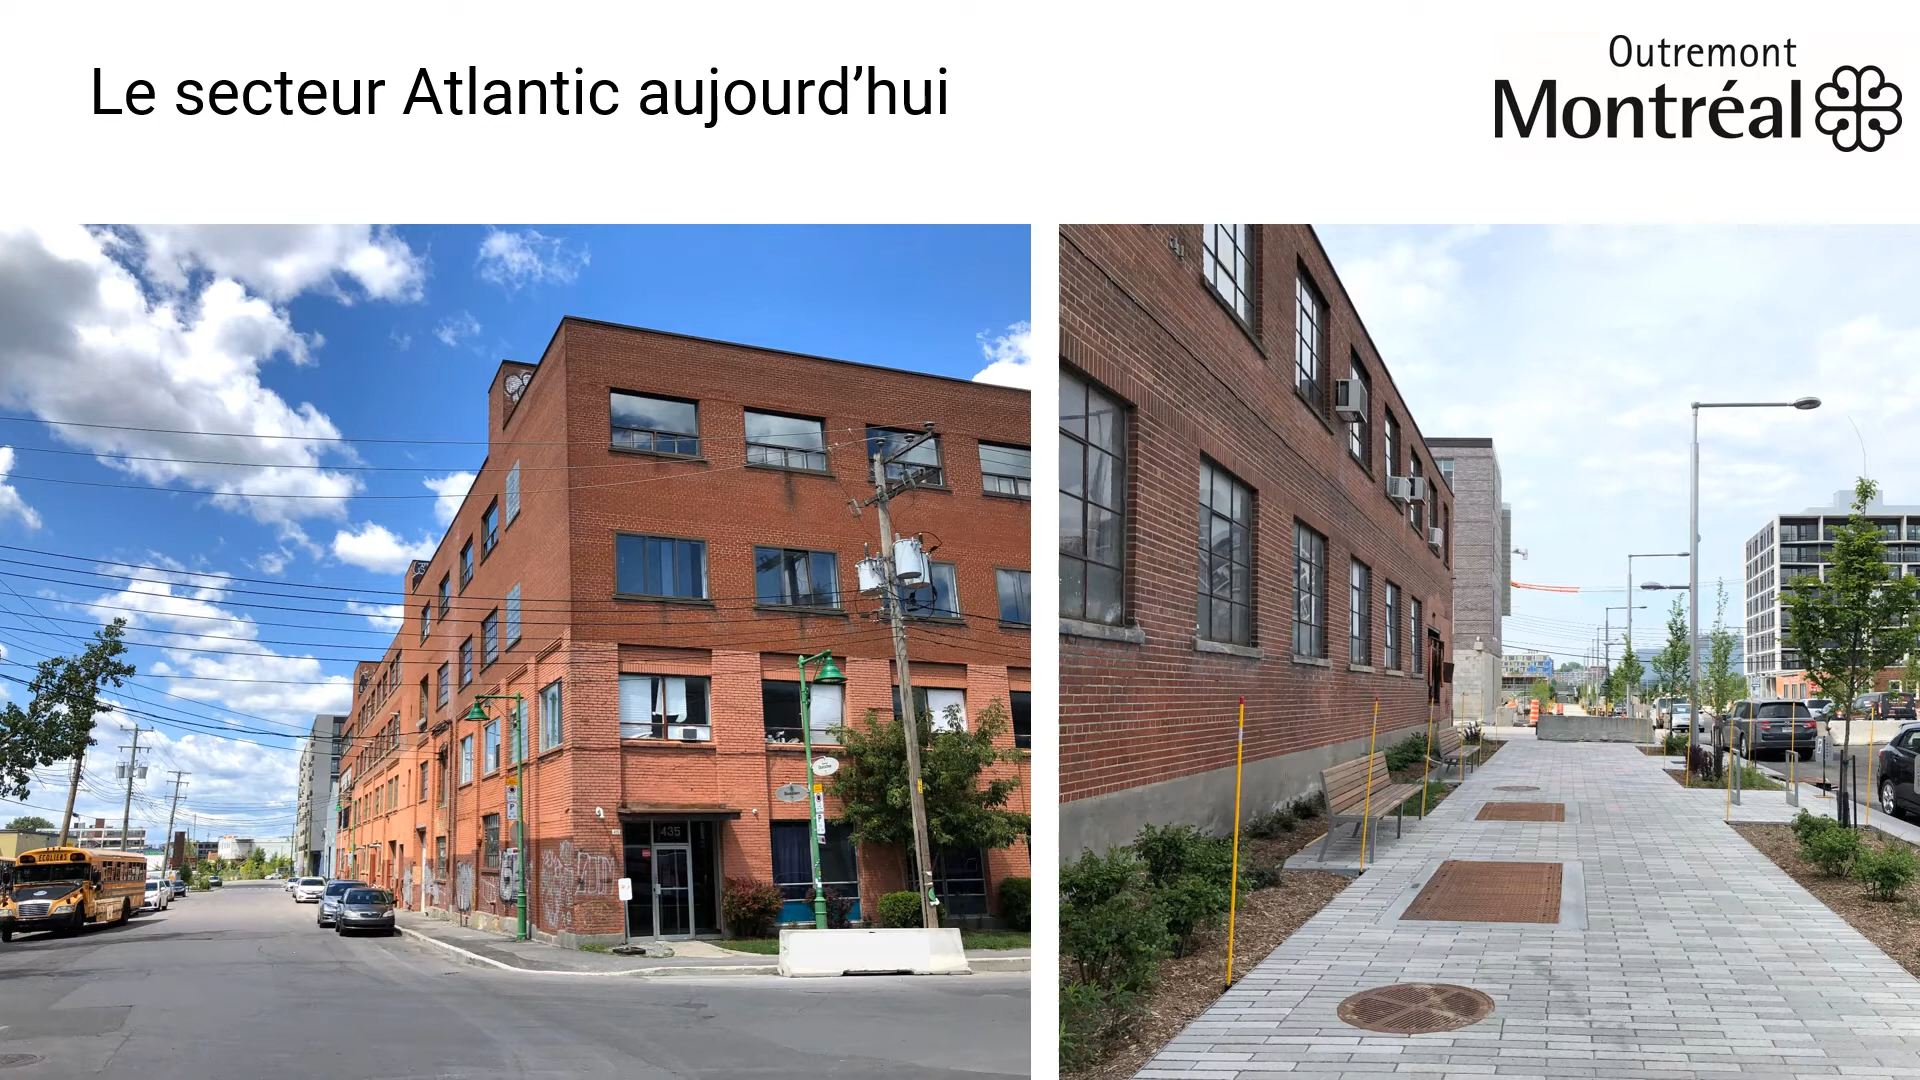 Le secteur Atlantic aujourd’hui
Outremont
Montréal
ÉCOLIERS
435
P
P